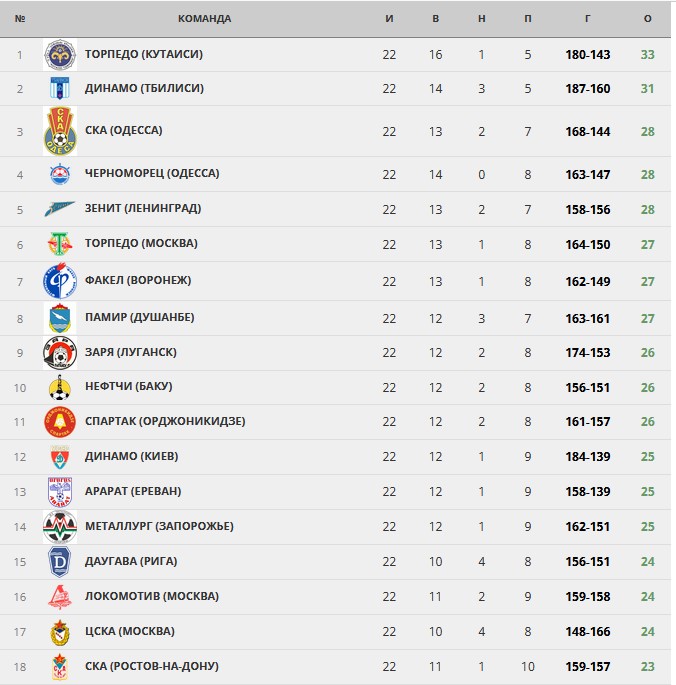 № КОМАНДА И В Н П Г О
1 ТОРПЕДО (КУТАИСИ) 22 16 1 5 180-143 33
2 ДИНАМО (ТБИЛИСИ) 22 14 3 5 187-160 31
3 СКА (ОДЕССА) 22 13 2 7 168-144 28
4 ЧЕРНОМОРЕЦ (ОДЕССА) 22 14 0 8 163-147 28
5 ЗЕНИТ (ЛЕНИНГРАД) 22 13 2 7 158-156 28
6 ТОРПЕДО (МОСКВА) 22 13 1 8 164-150 27
7 ФАКЕЛ (ВОРОНЕЖ) 22 13 1 8 162-149 27
8 ПАМИР (ДУШАНБЕ) 22 12 3 7 163-161 27
9 ЗАРЯ (ЛУГАНСК) 22 12 2 8 174-153 26
10 НЕФТЧИ (БАКУ) 22 12 2 8 156-151 26
11 СПАРТАК (ОРДЖОНИКИДЗЕ) 22 12 2 8 161-157 26
12 ДИНАМО (КИЕВ) 22 12 1 9 184-139 25
13 АРАРАТ (ЕРЕВАН) 22 12 1 9 158-139 25
14 МЕТАЛЛУРГ (ЗАПОРОЖЬЕ) 22 12 1 9 162-151 25
15 ДАУГАВА (РИГА) 22 10 4 8 156-151 24
16 ЛОКОМОТИВ (МОСКВА) 22 11 2 9 159-158 24
17 ЦСКА (МОСКВА) 22 10 4 8 148-166 24
18 СКА (РОСТОВ-НА-ДОНУ) 22 11 1 10 159-157 23